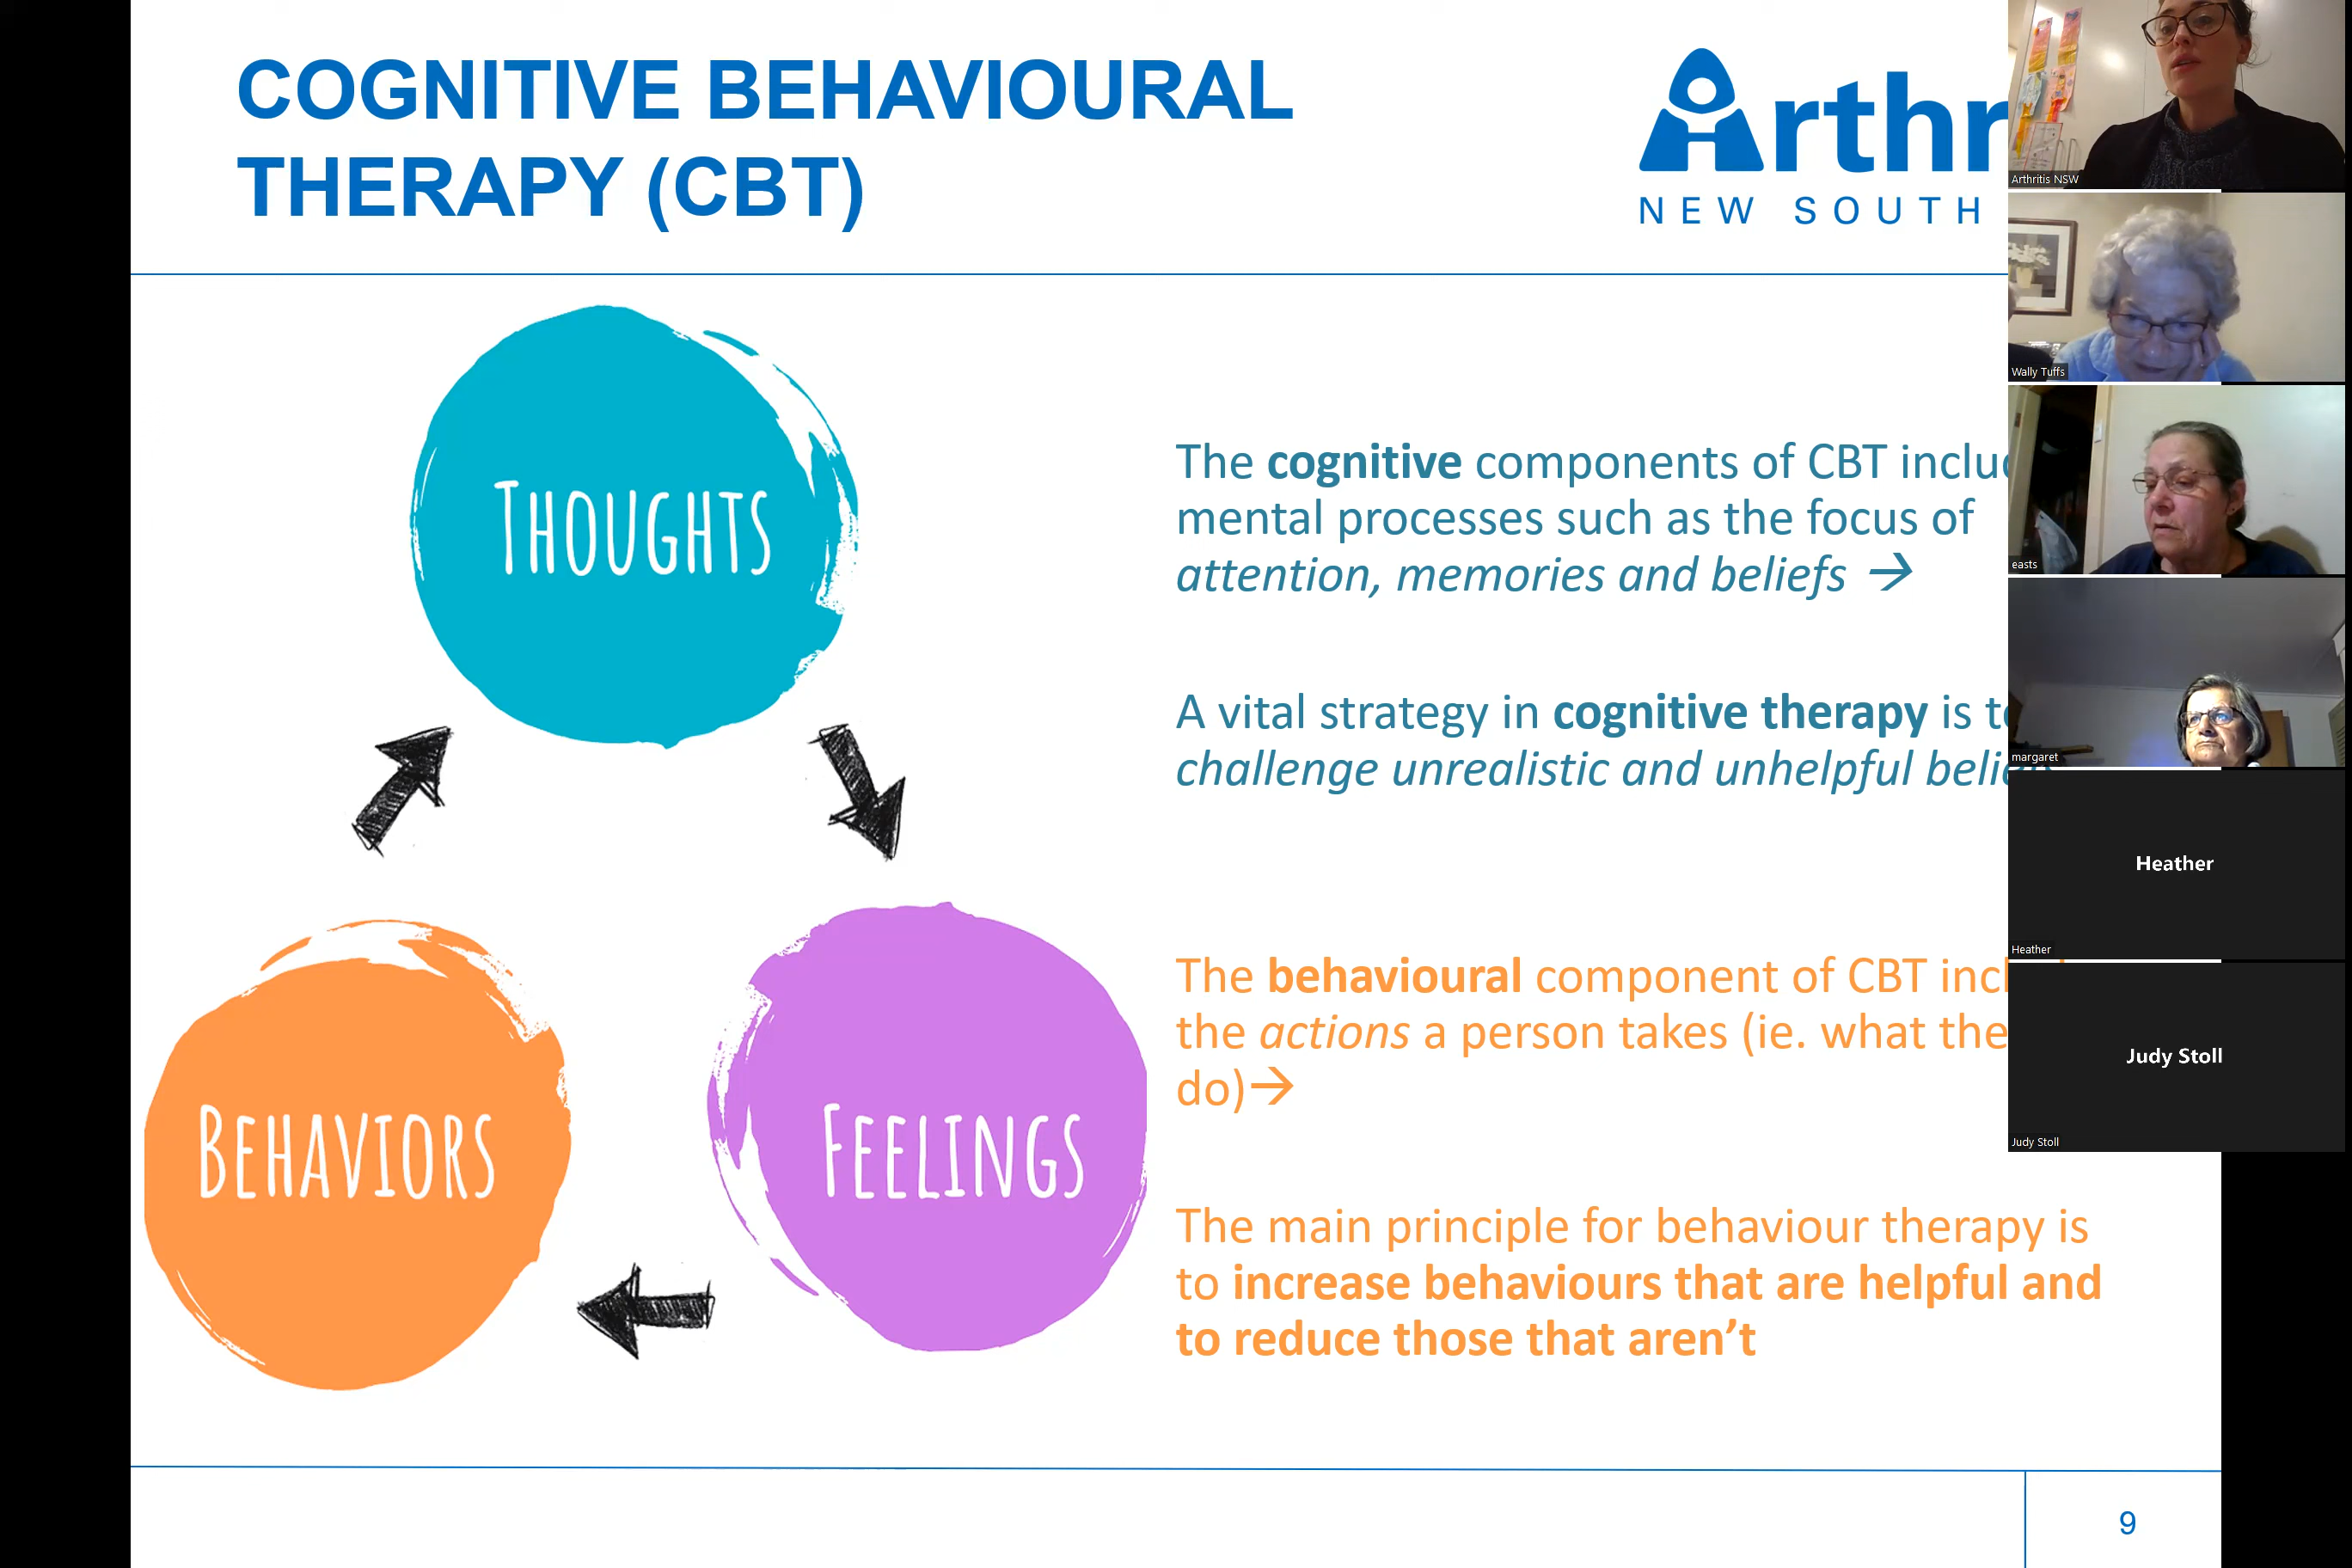 COGNITIVE BEHAVIOURAL
THERAPY (CBT)
Arthr
NEW SOUTH
THOUGHTS
BEHAVIORS
FEELINGS
The cognitive components of CBT
mental processes such as the focus of
attention, memories and beliefs →
A vital strategy in cognitive therapy is
challenge unrealistic and unhelpful
The behavioural component of CBT
the actions a person takes (ie. what
do)→
The main principle for behaviour therapy is
to increase behaviours that are helpful and
to reduce those that aren’t
9
Arthritis NSW
Wally Tuffs
easts
margaret
Heather
Heather
Judy Stoll
Judy Stoll